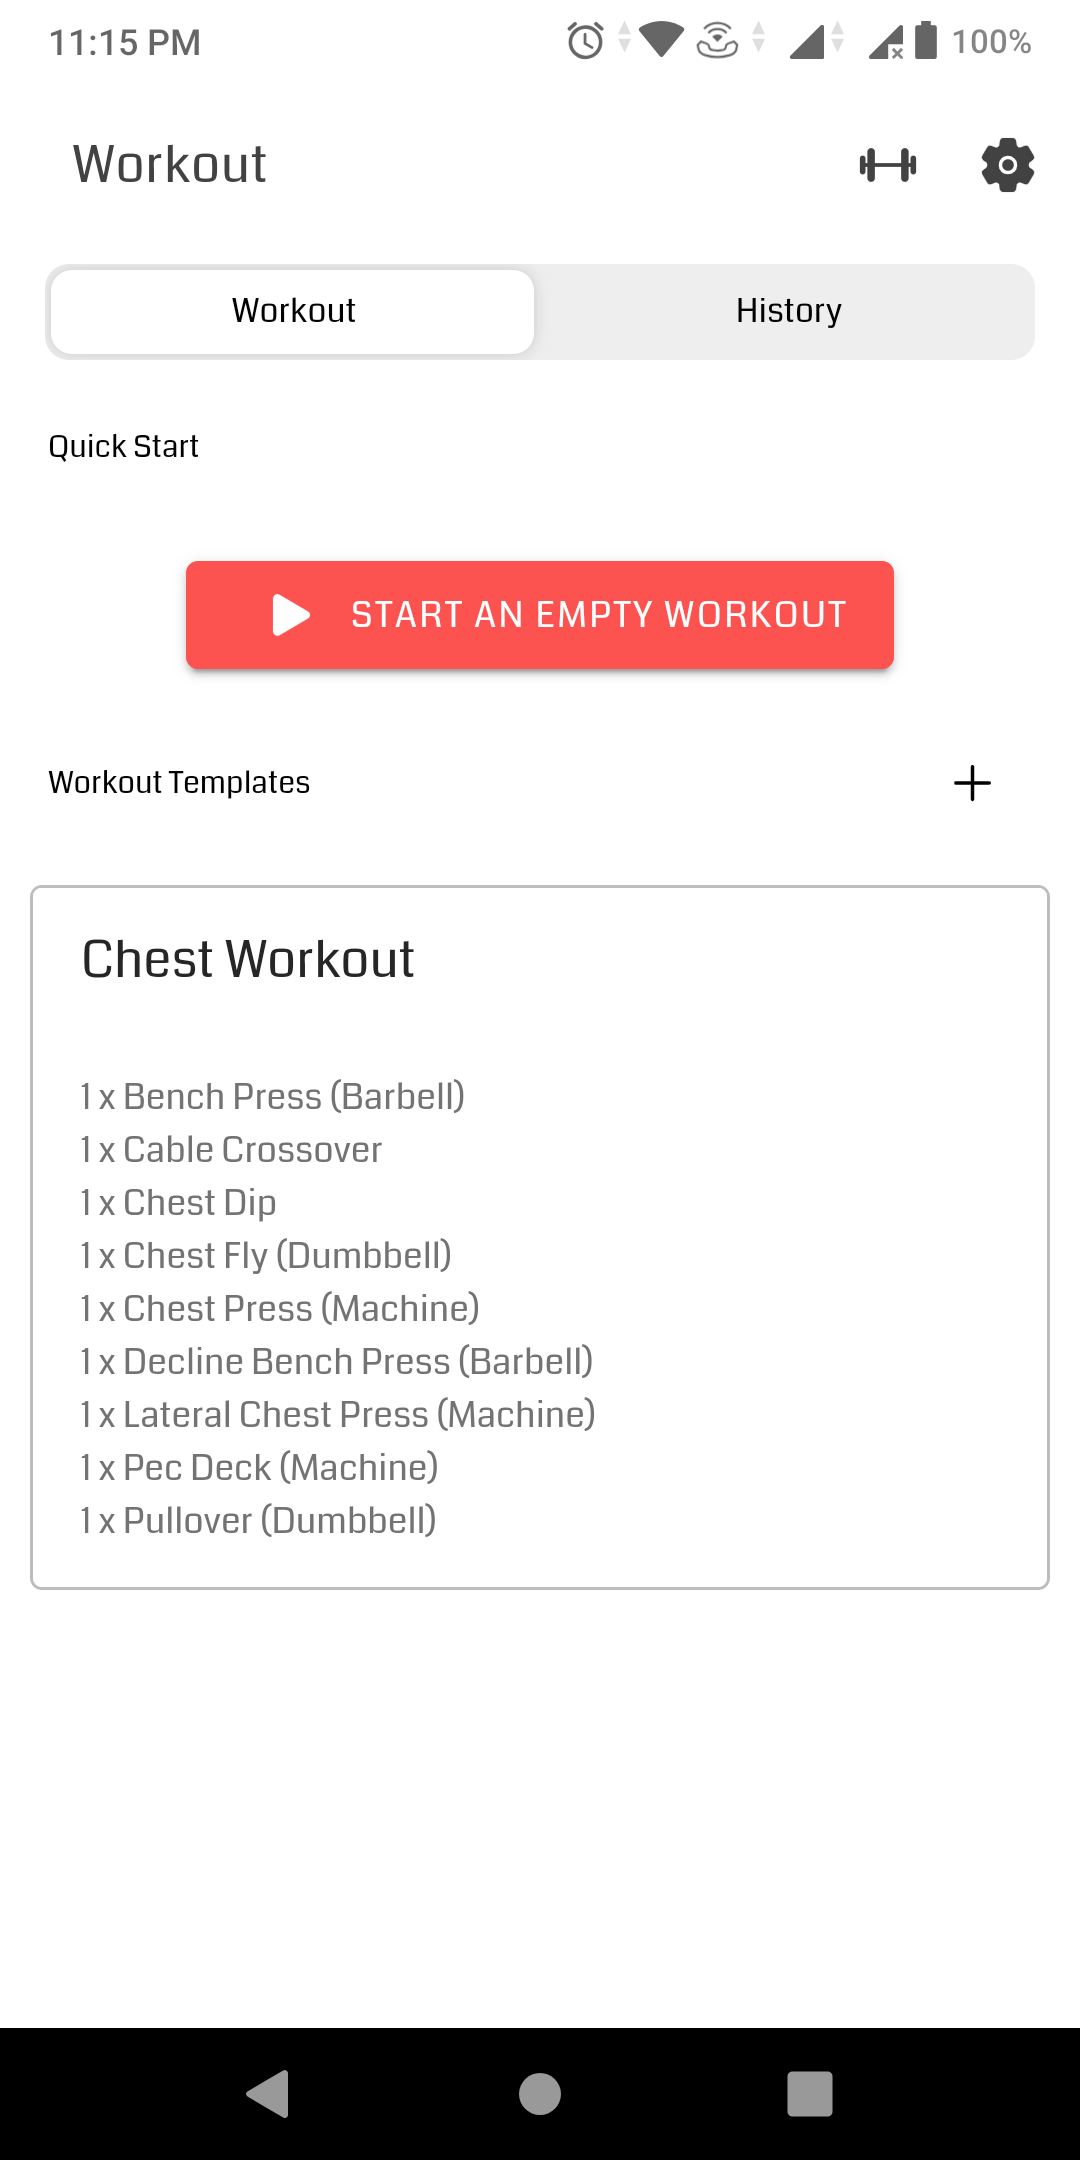 11:15 PM
100%
Workout
Workout
History
Quick Start
START AN EMPTY WORKOUT
Workout Templates
Chest Workout
1 x Bench Press (Barbell)
1 x Cable Crossover
1 x Chest Dip
1 x Chest Fly (Dumbbell)
1 x Chest Press (Machine)
1 x Decline Bench Press (Barbell)
1 x Lateral Chest Press (Machine)
1 x Pec Deck (Machine)
1 x Pullover (Dumbbell)